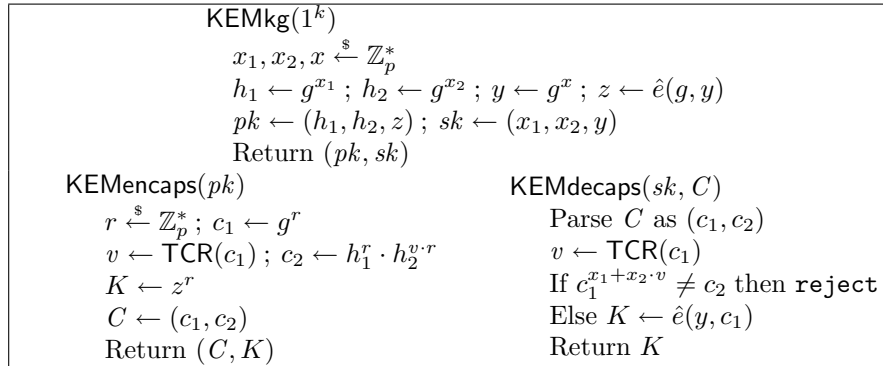 KEMkg(1^k)
x_1, x_2, x ←$ ℤ_p^*
h_1 ← g^{x_1} ; h_2 ← g^{x_2} ; y ← g^x ; z ← ê(g, y)
pk ← (h_1, h_2, z) ; sk ← (x_1, x_2, y)
Return (pk, sk)
KEMencaps(pk)
r ←$ ℤ_p^* ; c_1 ← g^r
v ← TCR(c_1) ; c_2 ← h_1^r · h_2^{v·r}
K ← z^r
C ← (c_1, c_2)
Return (C, K)
KEMdecaps(sk, C)
Parse C as (c_1, c_2)
v ← TCR(c_1)
If c_1^{x_1+x_2·v} ≠ c_2 then reject
Else K ← ê(y, c_1)
Return K